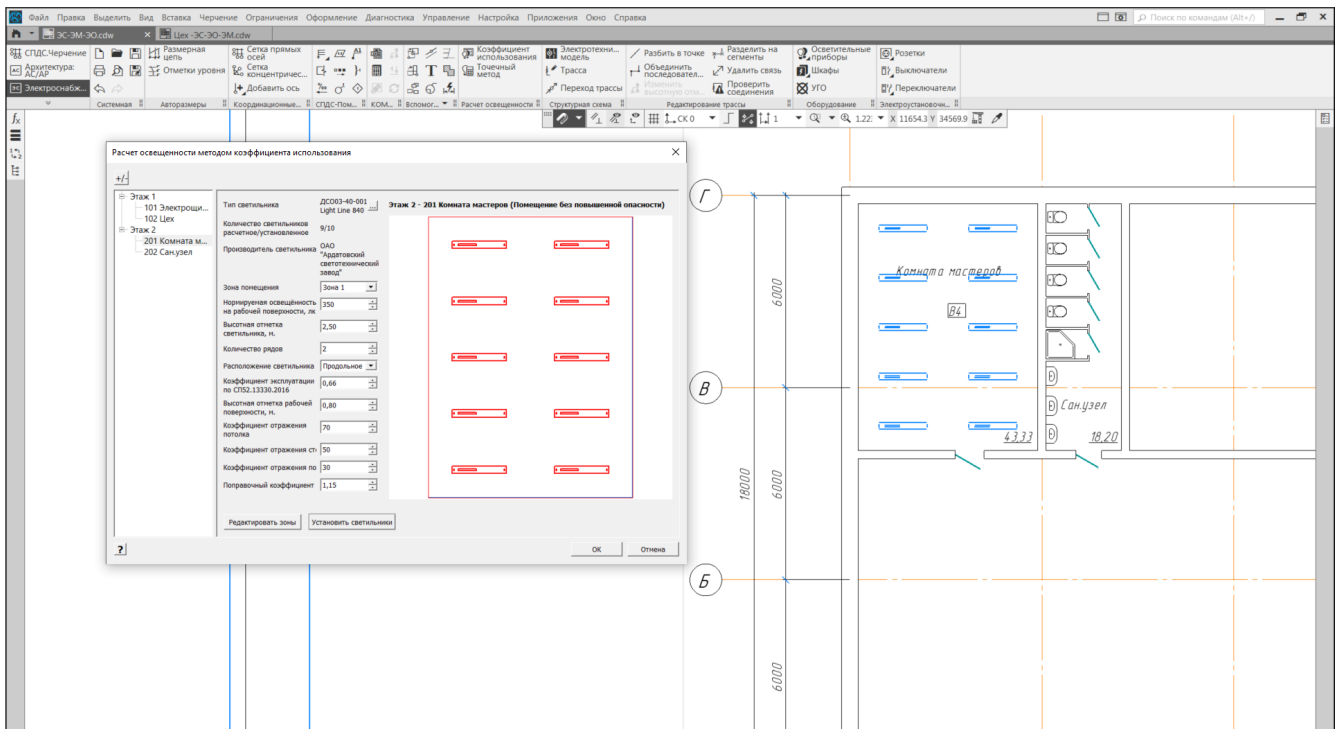 Файл Правка Выделить Вид Вставка Черчение Ограничения Оформление Диагностика Управление Настройка Приложения Окно Справка
Поиск по командам (Alt+/)
ЭС-ЭМ-ЭО.cdw
Цех -ЭС-ЭО-ЭМ.cdw
СПДС.Черчение
Архитектура: АС/АР
Электроснабж...
Размерная цепь
Отметки уровня
Сетка прямых осей
Сетка концентричес...
Добавить ось
Коэффициент использования
Точечный метод
Электротехни... модель
Трасса
Переход трассы
Разбить в точке
Объединить последовател...
Изменить высотную отм...
Разделить на сегменты
Удалить связь
Проверить соединения
Осветительные приборы
Шкафы
УГО
Розетки
Выключатели
Переключатели
Системная
Авторазмеры
Координационные...
СПДС-Пом...
КОМ...
Вспомог...
Расчет освещенности
Структурная схема
Редактирование трассы
Оборудование
Электроустановочн...
СК 0
1
1.22:
X 11654.3 Y 34569.9
Расчет освещенности методом коэффициента использования
+/-
Этаж 1
101 Электрощи...
102 Цех
Этаж 2
201 Комната м...
202 Сан.узел
Тип светильника
ДСО03-40-001
Light Line 840
...
Количество светильников
расчетное/установленное
9/10
Производитель светильника
ОАО
"Ардатовский
светотехнический
завод"
Зона помещения
Зона 1
Нормируеная освещённость
на рабочей поверхности, лк
350
Высотная отнетка
светильника, н.
2,50
Количество рядов
2
Расположение светильника
Продольное
Коэффициент эксплуатации
по СП52.13330.2016
0,66
Высотная отнетка рабочей
поверхности, н.
0,80
Коэффициент отражения
потолка
70
Коэффициент отражения ст
50
Коэффициент отражения по
30
Поправочный коэффициент
1,15
Этаж 2 - 201 Комната мастеров (Помещение без повышенной опасности)
Редактировать зоны
Установить светильники
?
ОК
Отмена
Г
В
Б
Комната мастеров
В4
43,33
Сан.узел
18,20
6000
6000
6000
18000